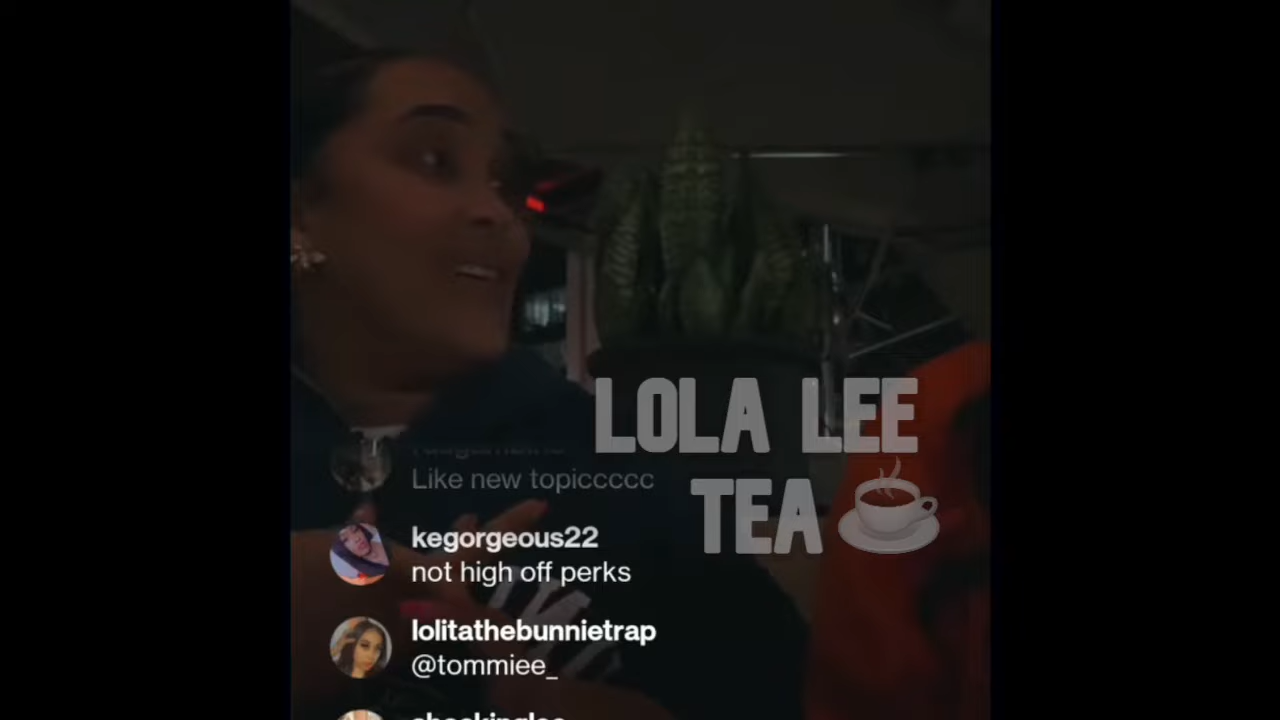 LOLA LEE
TEA
Like new topiccccc
kegorgeous22
not high off perks
lolitathebunnietrap
@tommiee_